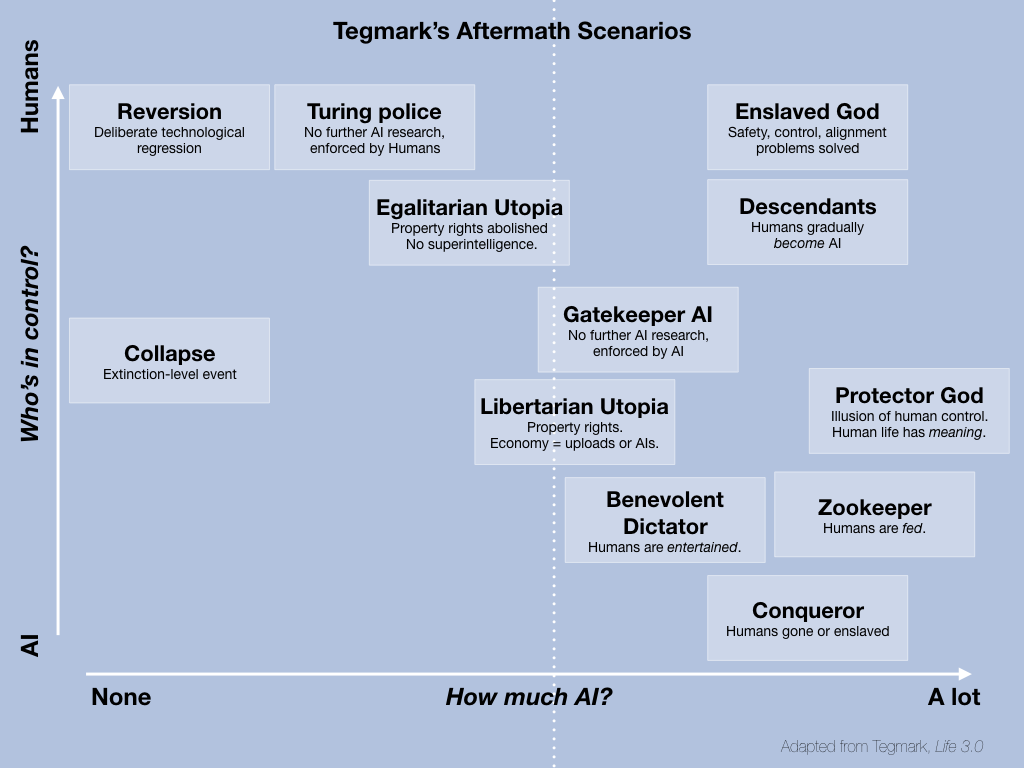 Tegmark’s Aftermath Scenarios
Humans
Who’s in control?
AI
Reversion
Deliberate technological
regression
Turing police
No further AI research,
enforced by Humans
Enslaved God
Safety, control, alignment
problems solved
Egalitarian Utopia
Property rights abolished
No superintelligence.
Descendants
Humans gradually
become AI
Gatekeeper AI
No further AI research,
enforced by AI
Collapse
Extinction-level event
Libertarian Utopia
Property rights.
Economy = uploads or AIs.
Protector God
Illusion of human control.
Human life has meaning.
Benevolent
Dictator
Humans are entertained.
Zookeeper
Humans are fed.
Conqueror
Humans gone or enslaved
None
How much AI?
A lot
Adapted from Tegmark, Life 3.0